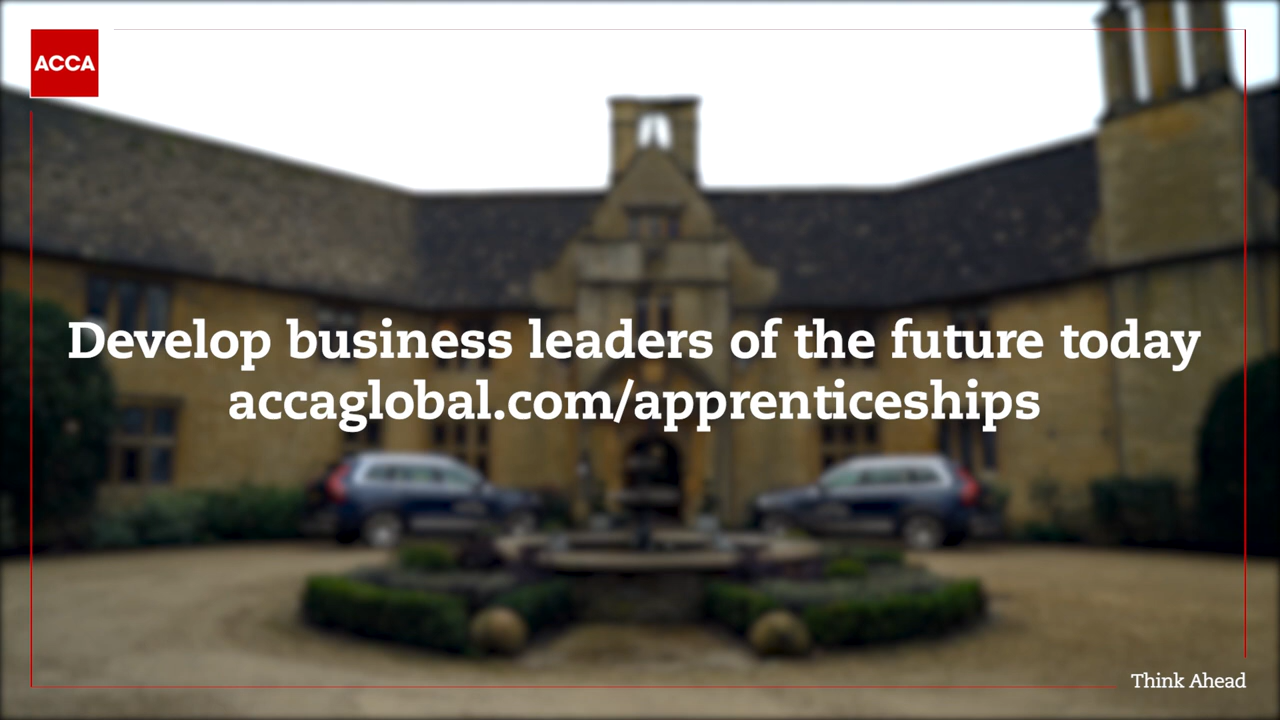 ACCA
Develop business leaders of the future today
accaglobal.com/apprenticeships
Think Ahead